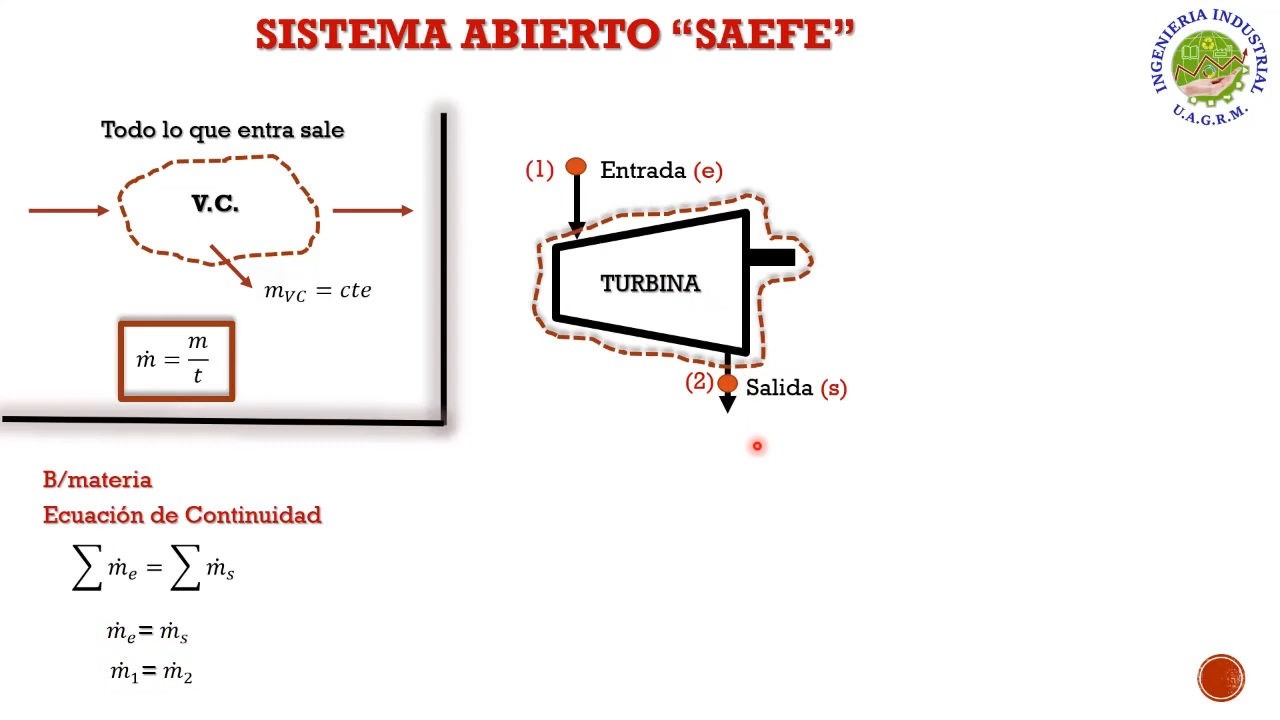 SISTEMA ABIERTO “SAEFE”
INGENIERIA INDUSTRIAL
U.A.G.R.M.
Todo lo que entra sale
V.C.
m_VC = cte
ṁ = m/t
(1) Entrada (e)
TURBINA
(2) Salida (s)
B/materia
Ecuación de Continuidad
∑ ṁ_e = ∑ ṁ_s
ṁ_e = ṁ_s
ṁ_1 = ṁ_2